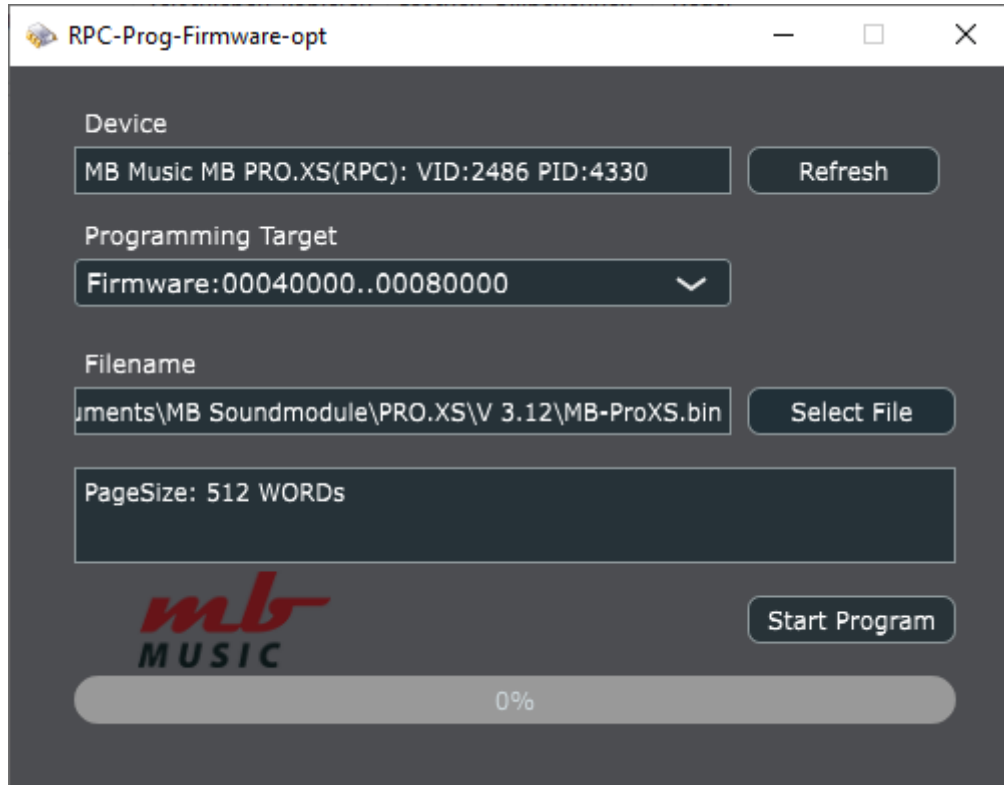 RPC-Prog-Firmware-opt
Device
MB Music MB PRO.XS(RPC): VID:2486 PID:4330
Refresh
Programming Target
Firmware:00040000..00080000
Filename
uments\MB Soundmodule\PRO.XS\V 3.12\MB-ProXS.bin
Select File
PageSize: 512 WORDs
mb
MUSIC
Start Program
0%